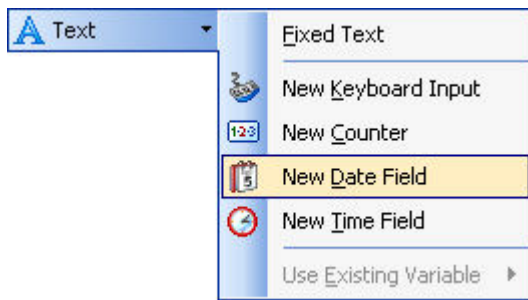 Text
Fixed Text
New Keyboard Input
New Counter
New Date Field
New Time Field
Use Existing Variable